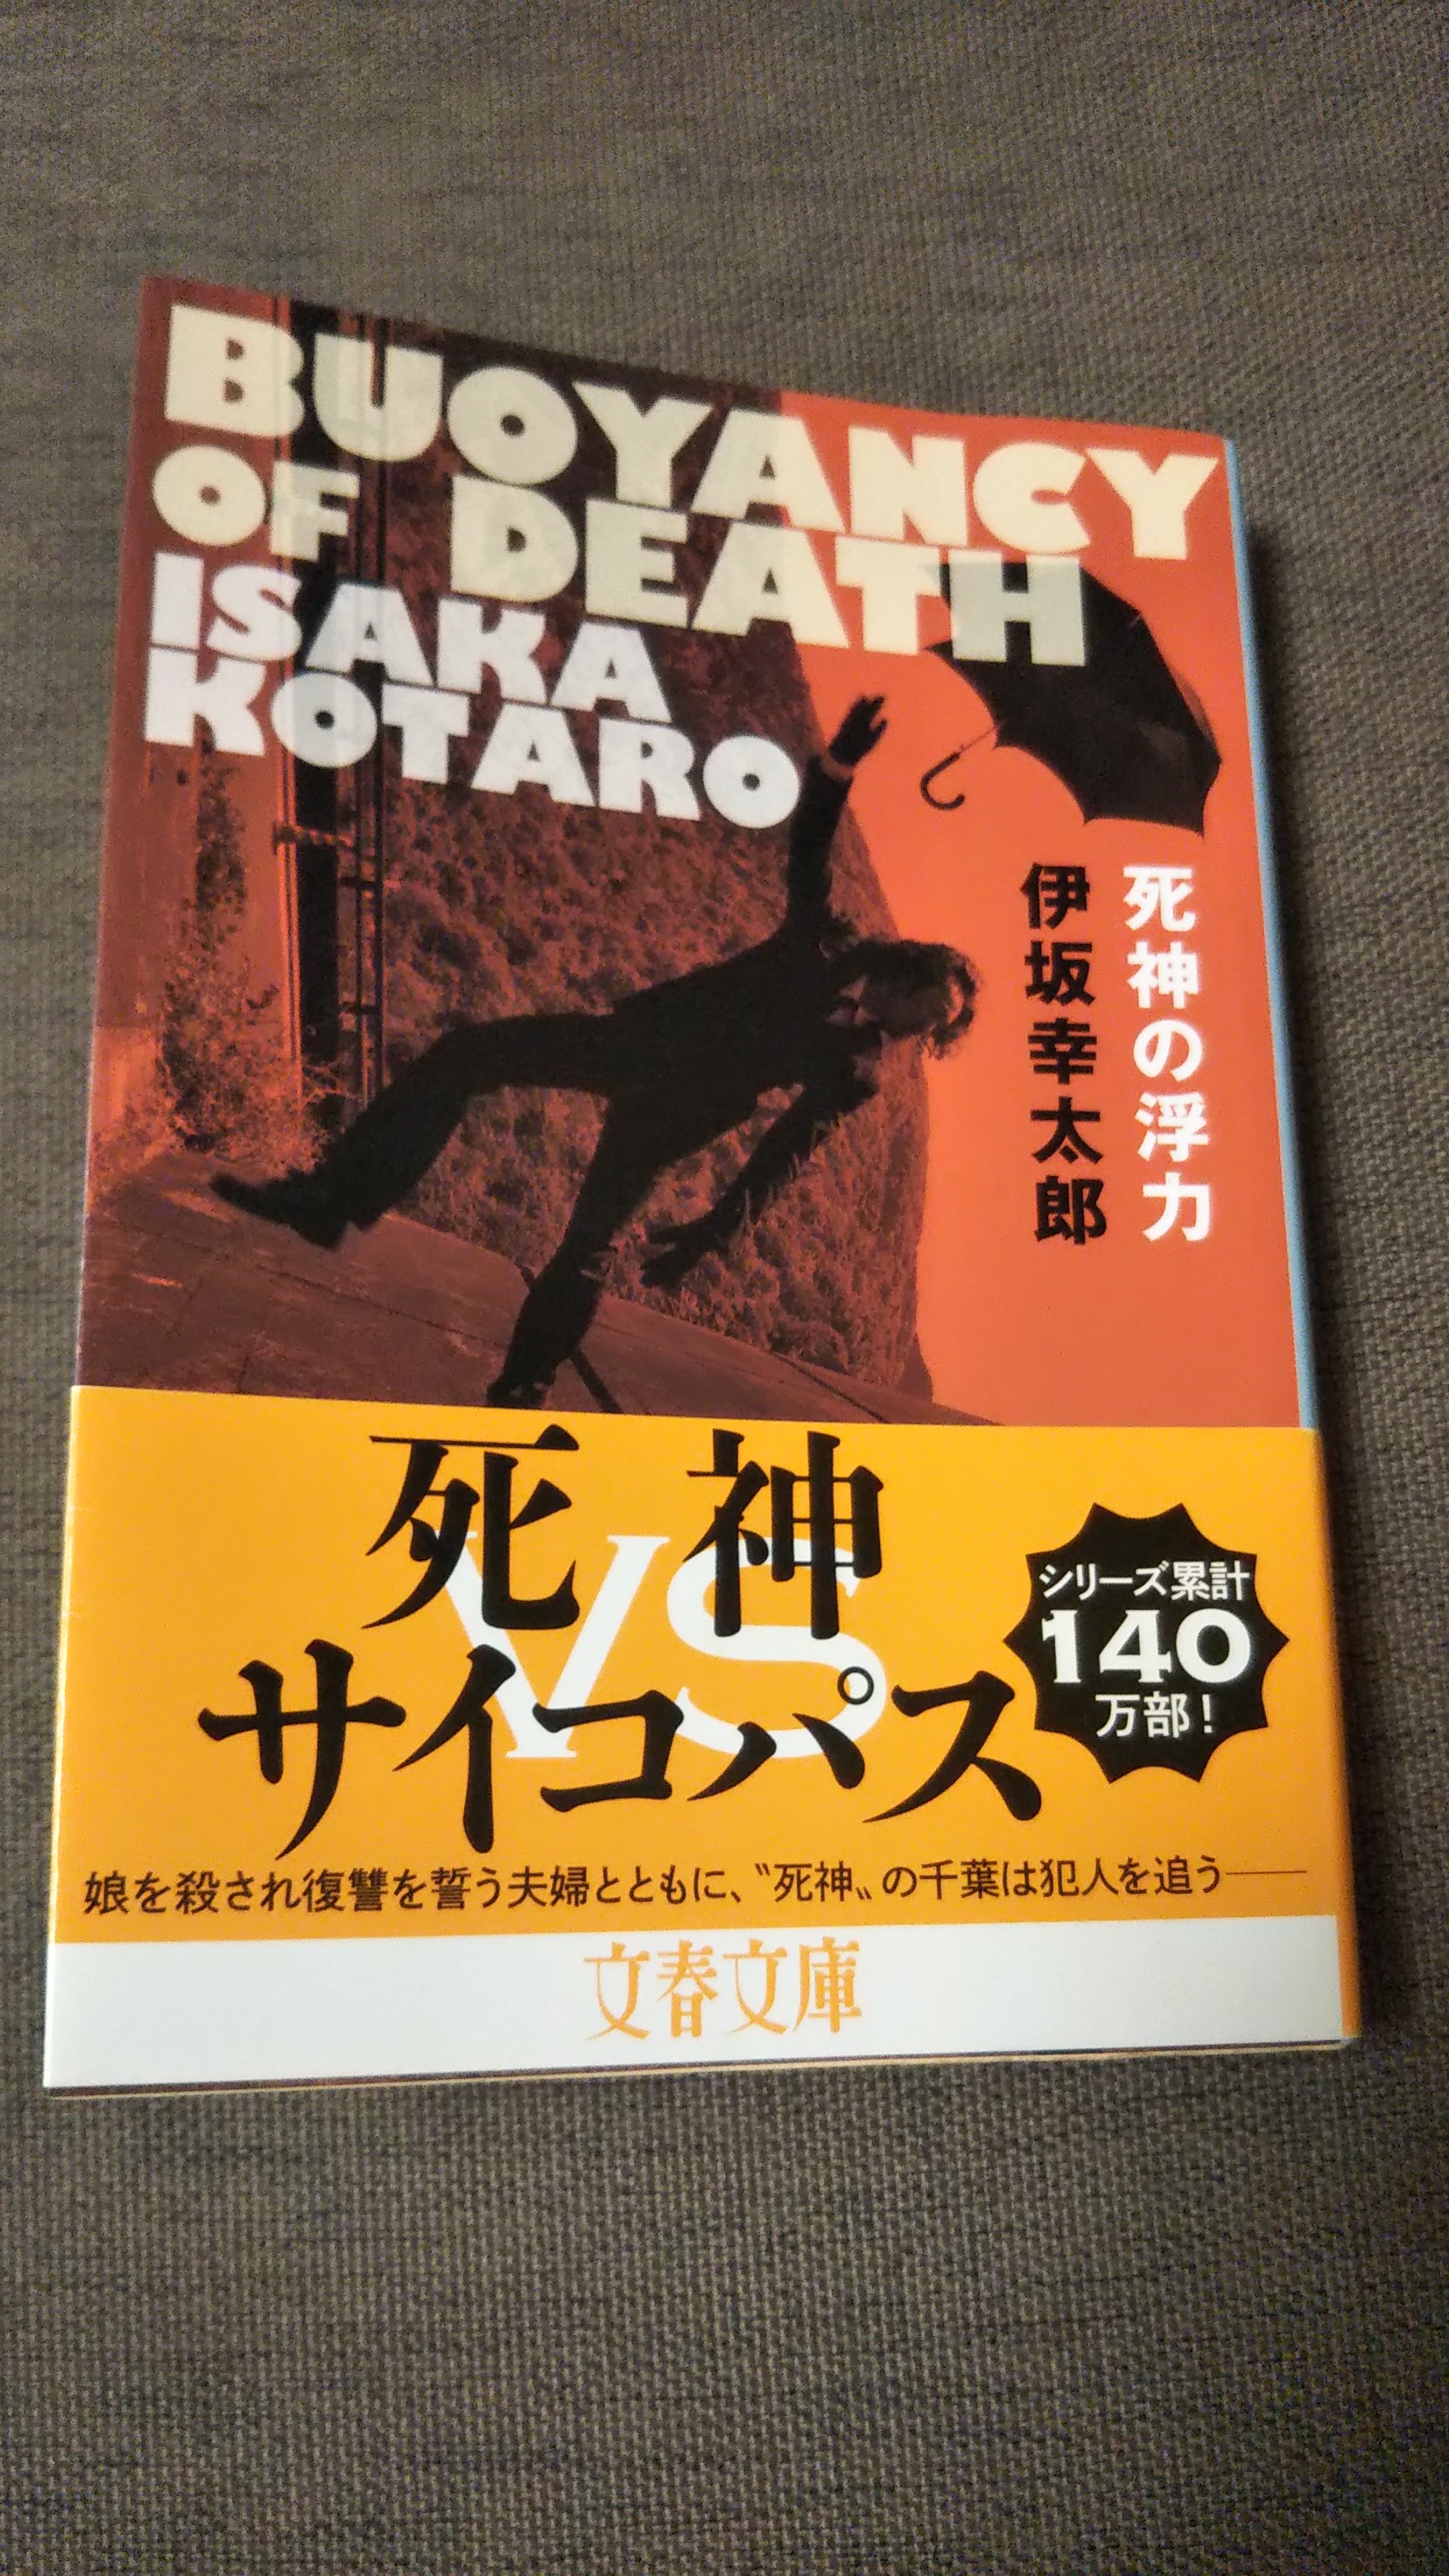 BUOYANCY
OF DEATH
ISAKA
KOTARO
死神の浮力
伊坂幸太郎
死神
VS
サイコパス
シリーズ累計
140
万部!
娘を殺され復讐を誓う夫婦とともに、〝死神〟の千葉は犯人を追う──
文春文庫